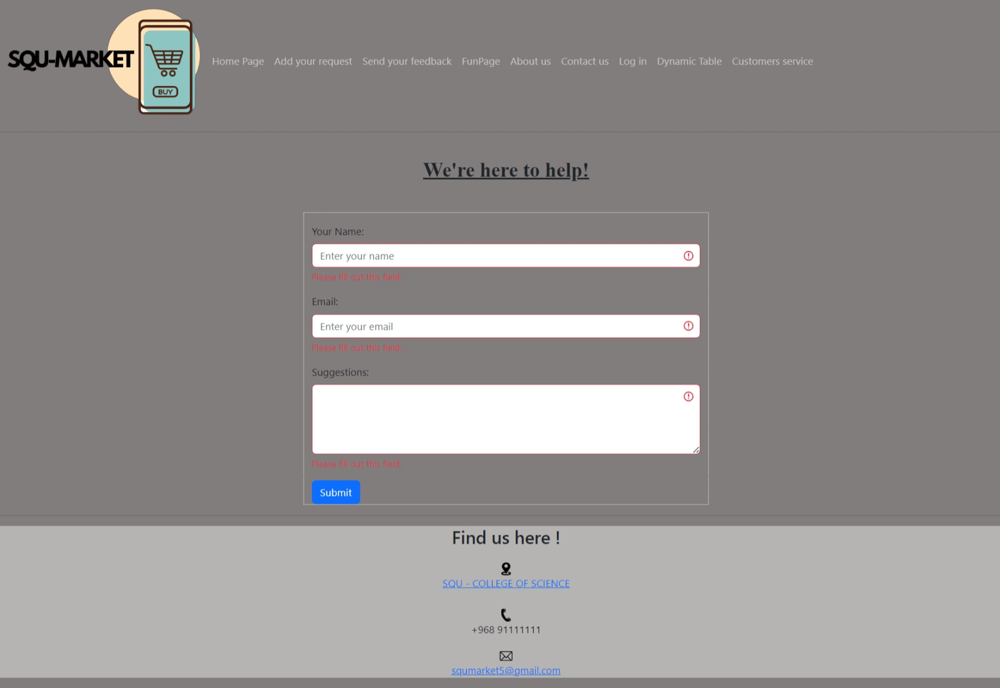 SQU-MARKET
BUY
Home Page Add your request Send your feedback FunPage About us Contact us Log in Dynamic Table Customers service
We're here to help!
Your Name:
Enter your name
Please fill out this field.
Email:
Enter your email
Please fill out this field.
Suggestions:
Please fill out this field.
Submit
Find us here !
SQU - COLLEGE OF SCIENCE
+968 91111111
squmarket5@gmail.com